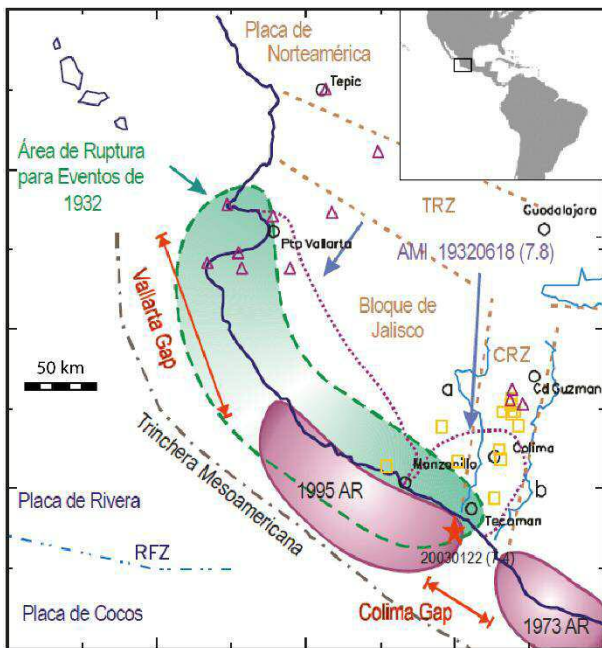 Placa de
Norteamérica
Tepic
Área de Ruptura
para Eventos de
1932
TRZ
Guadalajara
Pto Vallarta
AMI 19320618 (7.8)
Vallarta Gap
Bloque de
Jalisco
50 km
CRZ
a
Cd Guzman
Trinchera Mesoamericana
Colima
Manzanillo
1995 AR
b
Placa de Rivera
Tecoman
RFZ
20030122 (7.4)
Placa de Cocos
Colima Gap
1973 AR